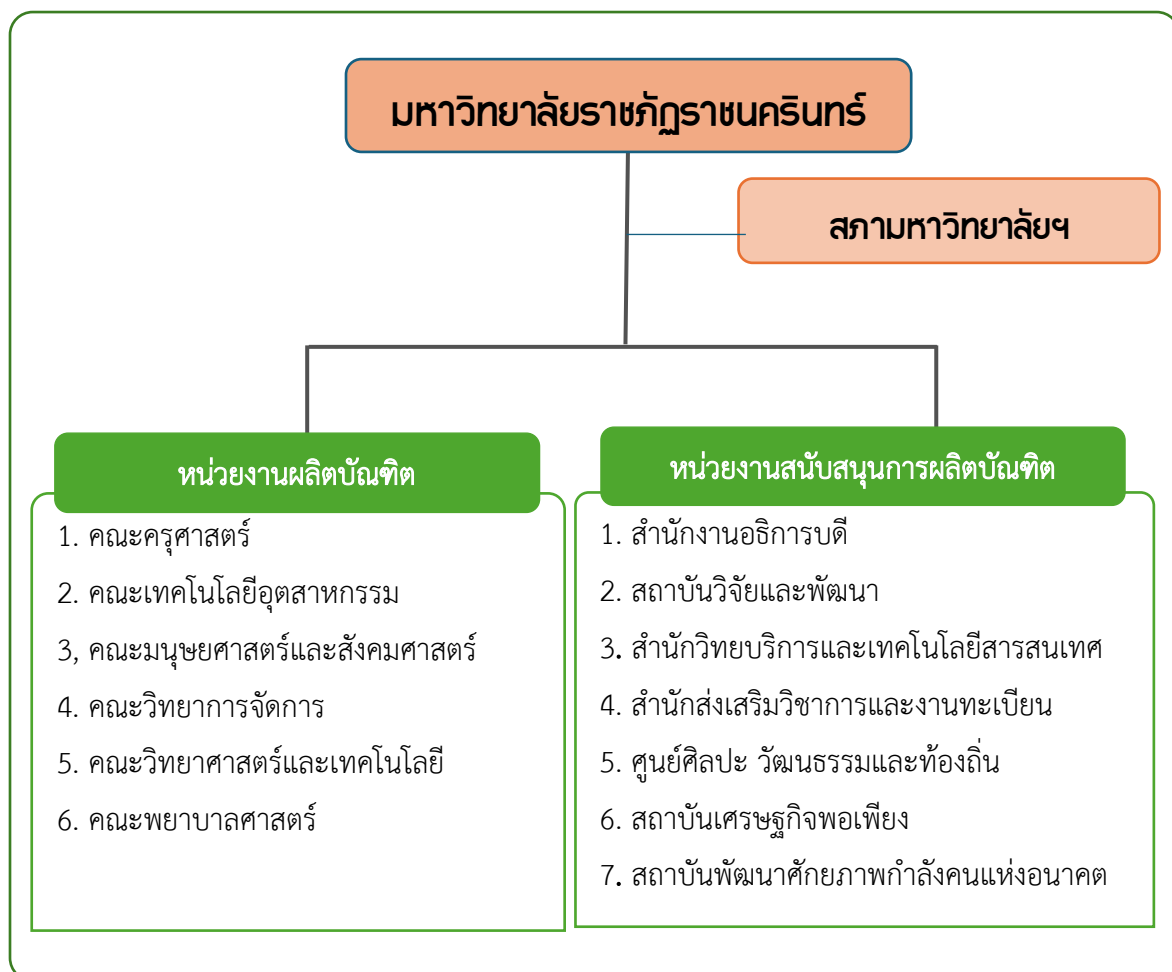 มหาวิทยาลัยราชภัฏราชนครินทร์
สภามหาวิทยาลัยฯ
หน่วยงานผลิตบัณฑิต
1. คณะครุศาสตร์
2. คณะเทคโนโลยีอุตสาหกรรม
3, คณะมนุษยศาสตร์และสังคมศาสตร์
4. คณะวิทยาการจัดการ
5. คณะวิทยาศาสตร์และเทคโนโลยี
6. คณะพยาบาลศาสตร์
หน่วยงานสนับสนุนการผลิตบัณฑิต
1. สำนักงานอธิการบดี
2. สถาบันวิจัยและพัฒนา
3. สำนักวิทยบริการและเทคโนโลยีสารสนเทศ
4. สำนักส่งเสริมวิชาการและงานทะเบียน
5. ศูนย์ศิลปะ วัฒนธรรมและท้องถิ่น
6. สถาบันเศรษฐกิจพอเพียง
7. สถาบันพัฒนาศักยภาพกำลังคนแห่งอนาคต